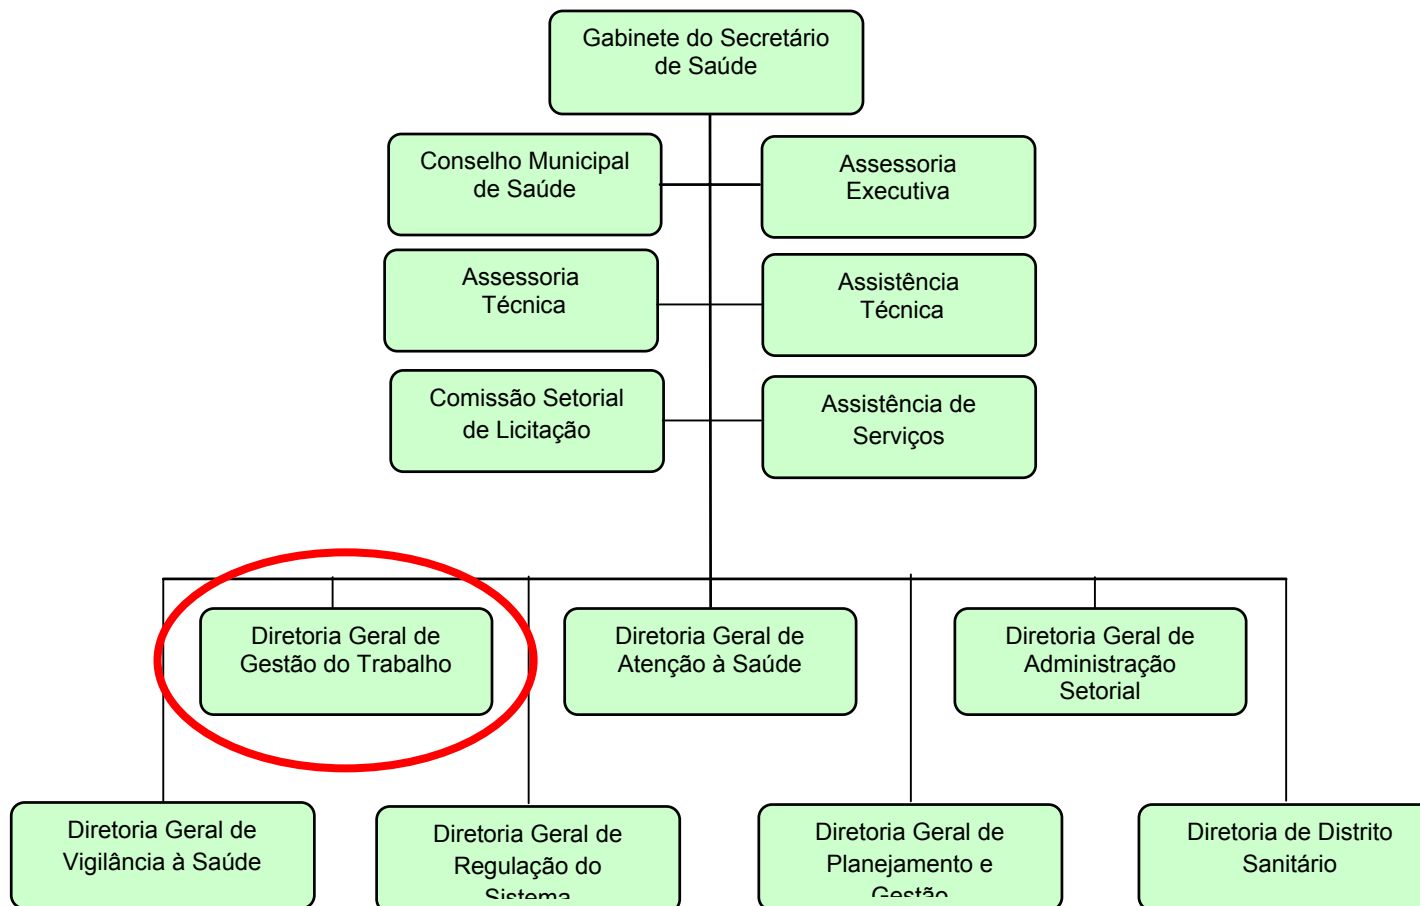 Gabinete do Secretário
de Saúde
Conselho Municipal
de Saúde
Assessoria
Executiva
Assessoria
Técnica
Assistência
Técnica
Comissão Setorial
de Licitação
Assistência de
Serviços
Diretoria Geral de
Gestão do Trabalho
Diretoria Geral de
Atenção à Saúde
Diretoria Geral de
Administração
Setorial
Diretoria Geral de
Vigilância à Saúde
Diretoria Geral de
Regulação do
Sistema
Diretoria Geral de
Planejamento e
Gestão
Diretoria de Distrito
Sanitário